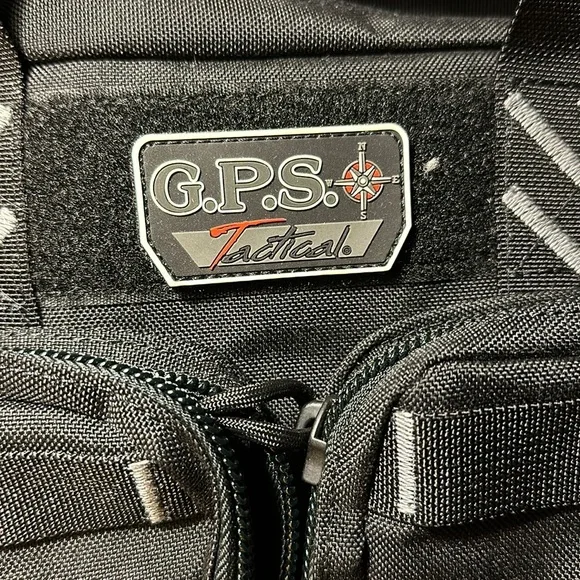 G.P.S.
N
W E
S
Tactical®